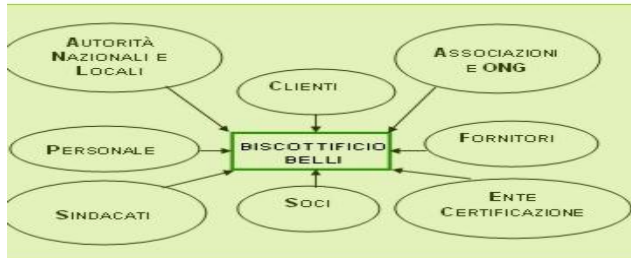 AUTORITÀ
NAZIONALI E
LOCALI
CLIENTI
ASSOCIAZIONI
E ONG
PERSONALE
BISCOTTIFICIO
BELLI
FORNITORI
SINDACATI
SOCI
ENTE
CERTIFICAZIONE